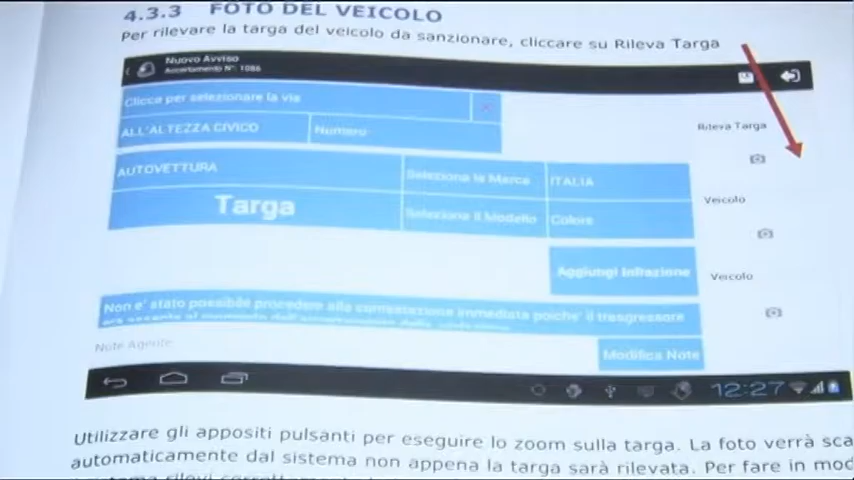 4.3.3 FOTO DEL VEICOLO
Per rilevare la targa del veicolo da sanzionare, cliccare su Rileva Targa
Nuovo Avviso
Accertamento N°: 1086
Clicca per selezionare la via
ALL'ALTEZZA CIVICO Numero
Rileva Targa
AUTOVETTURA Seleziona la Marca ITALIA
Targa Seleziona il Modello Colore
Veicolo
Aggiungi Infrazione
Veicolo
Non e' stato possibile procedere alla contestazione immediata poiche' il trasgressore
Note Agente
Modifica Note
12:27
Utilizzare gli appositi pulsanti per eseguire lo zoom sulla targa. La foto verrà sca
automaticamente dal sistema non appena la targa sarà rilevata. Per fare in mod